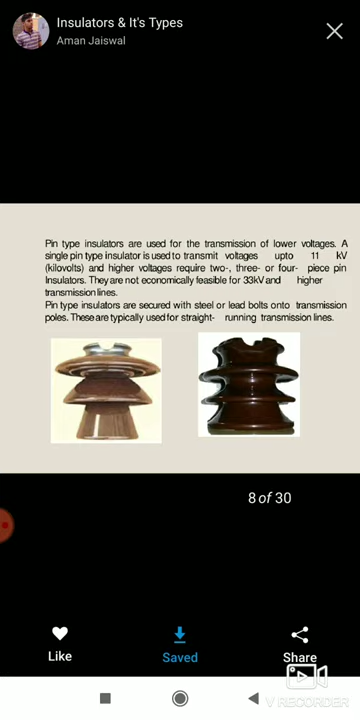 Insulators & It's Types
Aman Jaiswal
Pin type insulators are used for the transmission of lower voltages. A
single pin type insulator is used to transmit voltages upto 11 kV
(kilovolts) and higher voltages require two-, three- or four- piece pin
Insulators. They are not economically feasible for 33kV and higher
transmission lines.
Pin type insulators are secured with steel or lead bolts onto transmission
poles. These are typically used for straight- running transmission lines.
8 of 30
Like Saved Share
V RECORDER